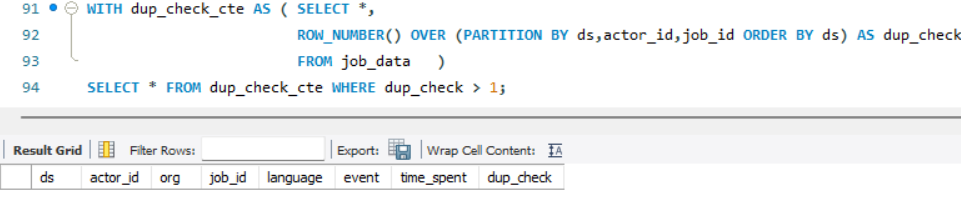 91 WITH dup_check_cte AS ( SELECT *,
92 ROW_NUMBER() OVER (PARTITION BY ds,actor_id,job_id ORDER BY ds) AS dup_check
93 FROM job_data )
94 SELECT * FROM dup_check_cte WHERE dup_check > 1;
Result Grid Filter Rows: Export: Wrap Cell Content:
ds actor_id org job_id language event time_spent dup_check